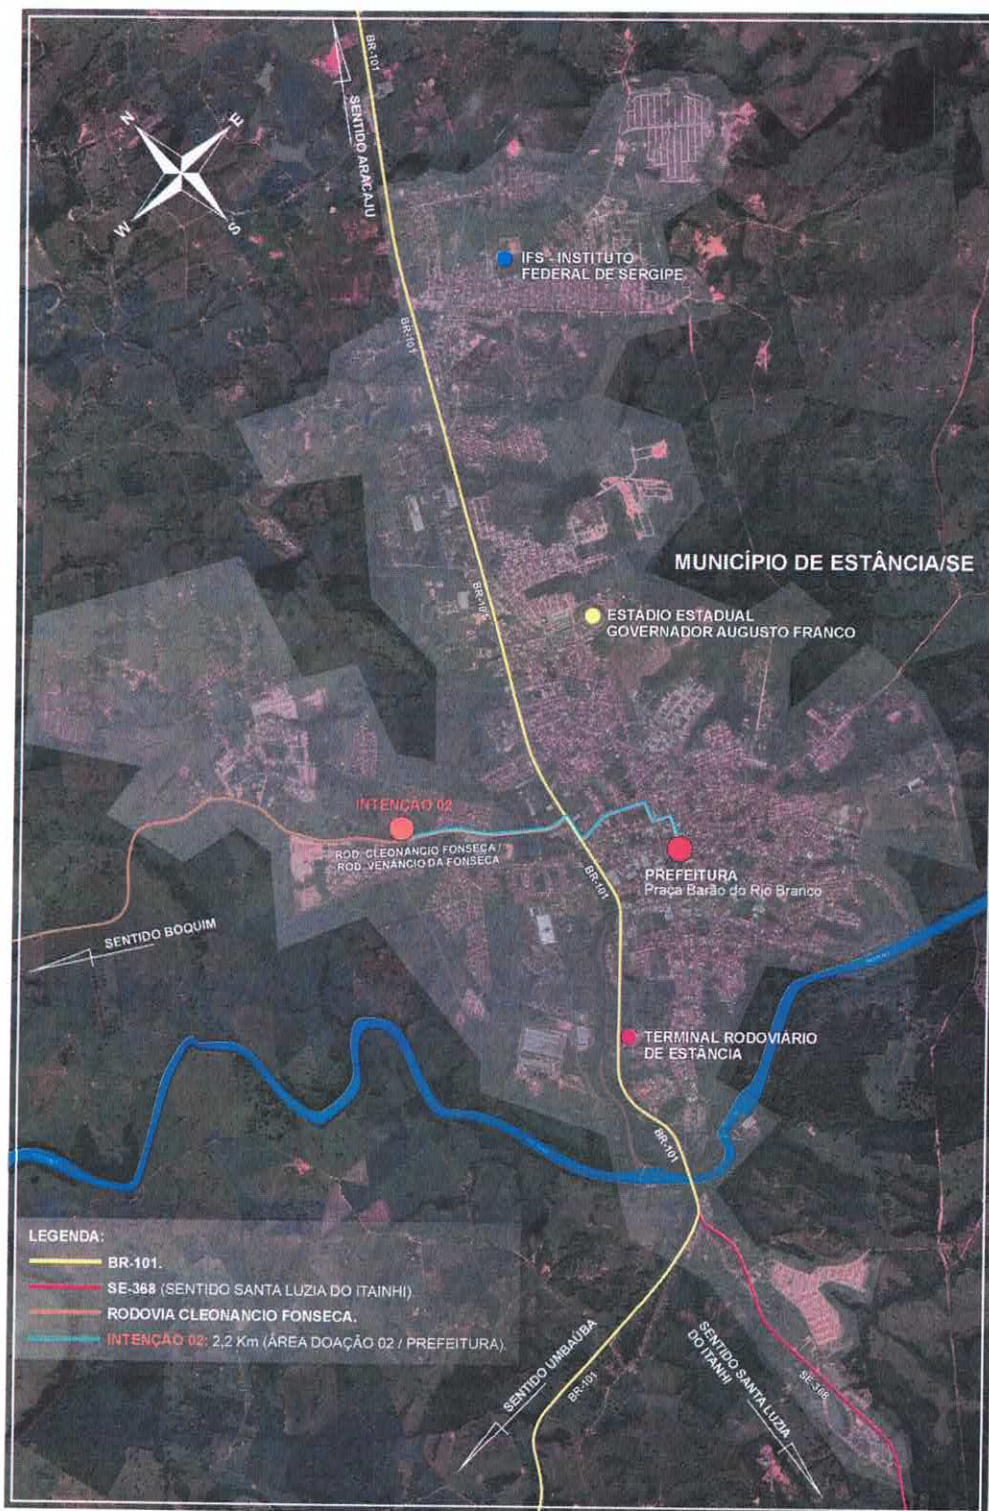 BR-101
SENTIDO ARACAJU
N
E
W
S
IFS - INSTITUTO
FEDERAL DE SERGIPE.
BR-101
MUNICÍPIO DE ESTÂNCIA/SE
BR-101
ESTÁDIO ESTADUAL
GOVERNADOR AUGUSTO FRANCO
INTENÇÃO 02
ROD. CLEONANCIO FONSECA /
ROD. VENÂNCIO DA FONSECA
PREFEITURA
Praça Barão do Rio Branco
BR-101
SENTIDO BOQUIM
TERMINAL RODOVIÁRIO
DE ESTÂNCIA
BR-101
LEGENDA:
BR-101.
SE-368 (SENTIDO SANTA LUZIA DO ITAINHI).
RODOVIA CLEONANCIO FONSECA.
INTENÇÃO 02: 2,2 Km (ÁREA DOAÇÃO 02 / PREFEITURA).
SENTIDO UMBAÚBA
BR-101
SENTIDO SANTA LUZIA
DO ITANHI
SE-368